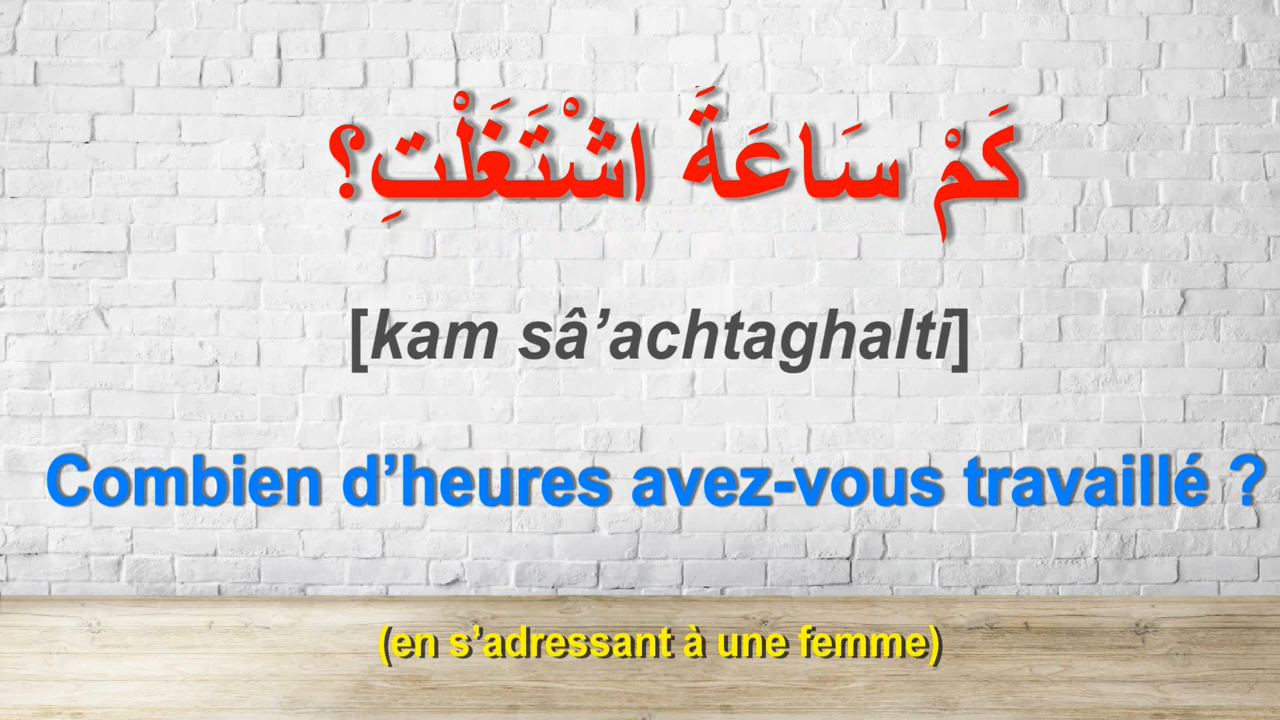 كَمْ سَاعَةً اشْتَغَلْتِ؟
[kam sâ’achtaghalti]
Combien d’heures avez-vous travaillé ?
(en s’adressant à une femme)